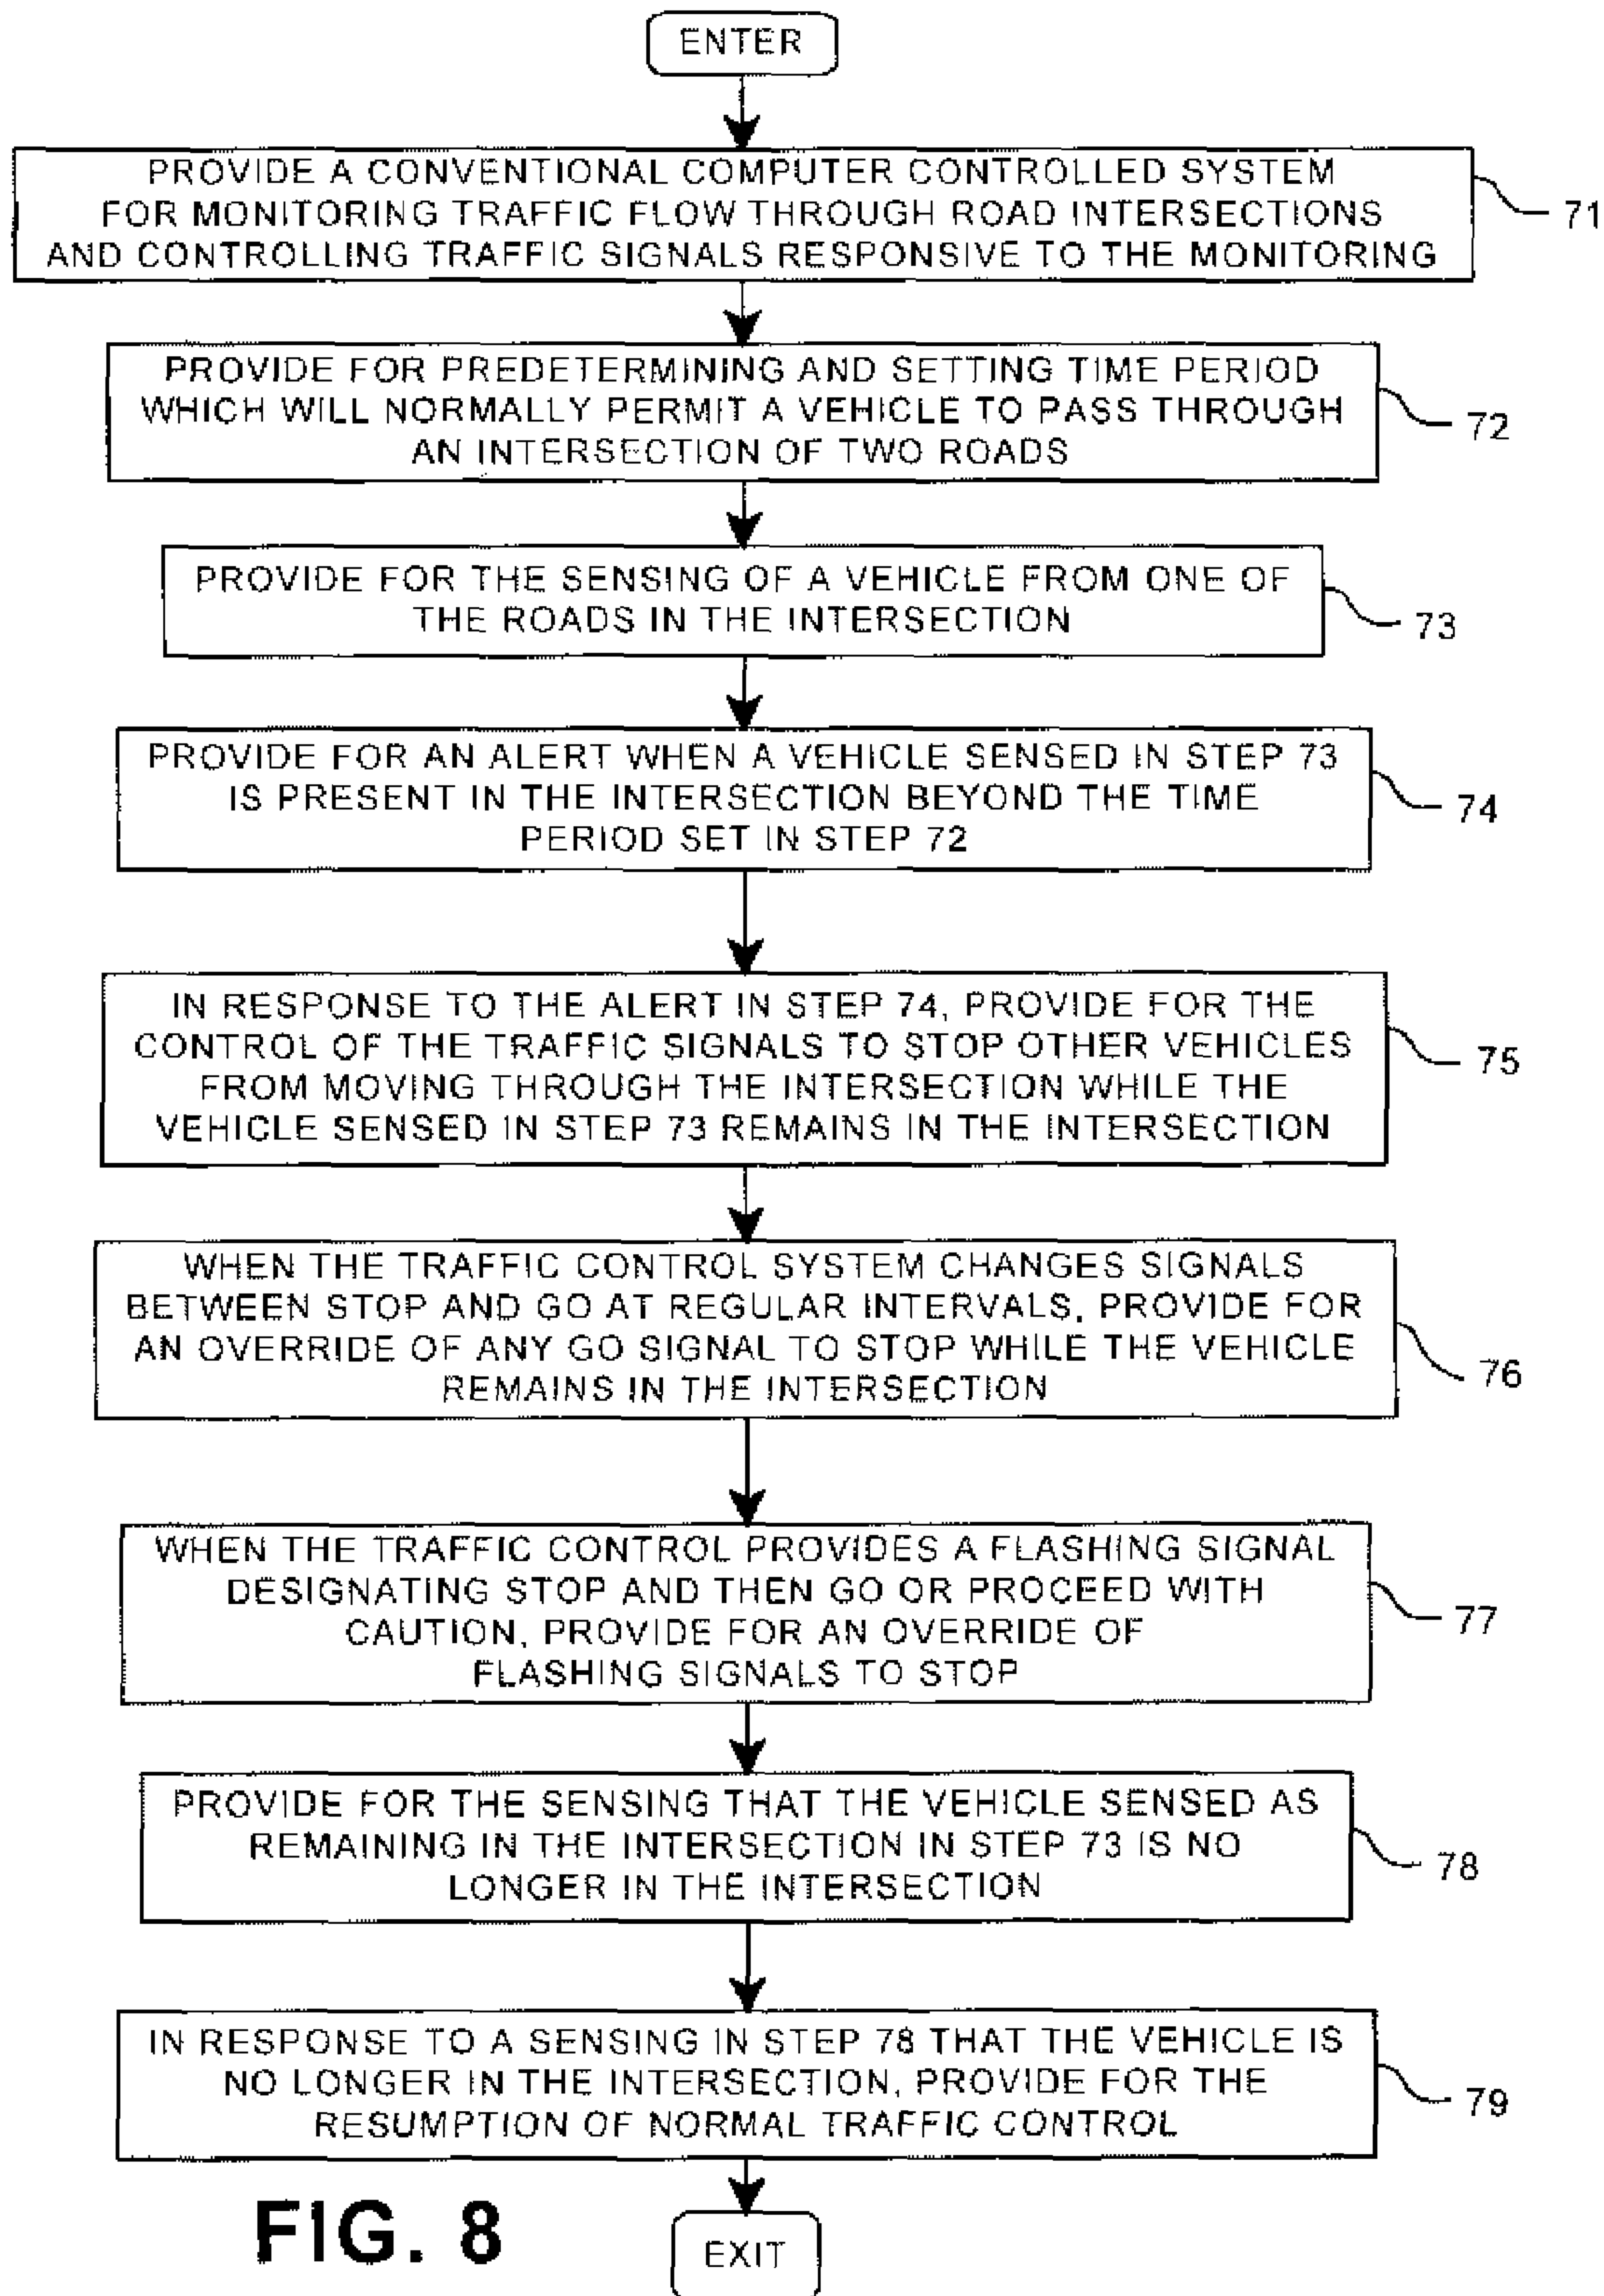 ENTER
PROVIDE A CONVENTIONAL COMPUTER CONTROLLED SYSTEM
FOR MONITORING TRAFFIC FLOW THROUGH ROAD INTERSECTIONS
AND CONTROLLING TRAFFIC SIGNALS RESPONSIVE TO THE MONITORING
71
PROVIDE FOR PREDETERMINING AND SETTING TIME PERIOD
WHICH WILL NORMALLY PERMIT A VEHICLE TO PASS THROUGH
AN INTERSECTION OF TWO ROADS
72
PROVIDE FOR THE SENSING OF A VEHICLE FROM ONE OF
THE ROADS IN THE INTERSECTION
73
PROVIDE FOR AN ALERT WHEN A VEHICLE SENSED IN STEP 73
IS PRESENT IN THE INTERSECTION BEYOND THE TIME
PERIOD SET IN STEP 72
74
IN RESPONSE TO THE ALERT IN STEP 74, PROVIDE FOR THE
CONTROL OF THE TRAFFIC SIGNALS TO STOP OTHER VEHICLES
FROM MOVING THROUGH THE INTERSECTION WHILE THE
VEHICLE SENSED IN STEP 73 REMAINS IN THE INTERSECTION
75
WHEN THE TRAFFIC CONTROL SYSTEM CHANGES SIGNALS
BETWEEN STOP AND GO AT REGULAR INTERVALS, PROVIDE FOR
AN OVERRIDE OF ANY GO SIGNAL TO STOP WHILE THE VEHICLE
REMAINS IN THE INTERSECTION
76
WHEN THE TRAFFIC CONTROL PROVIDES A FLASHING SIGNAL
DESIGNATING STOP AND THEN GO OR PROCEED WITH
CAUTION, PROVIDE FOR AN OVERRIDE OF
FLASHING SIGNALS TO STOP
77
PROVIDE FOR THE SENSING THAT THE VEHICLE SENSED AS
REMAINING IN THE INTERSECTION IN STEP 73 IS NO
LONGER IN THE INTERSECTION
78
IN RESPONSE TO A SENSING IN STEP 78 THAT THE VEHICLE IS
NO LONGER IN THE INTERSECTION, PROVIDE FOR THE
RESUMPTION OF NORMAL TRAFFIC CONTROL
79
FIG. 8
EXIT